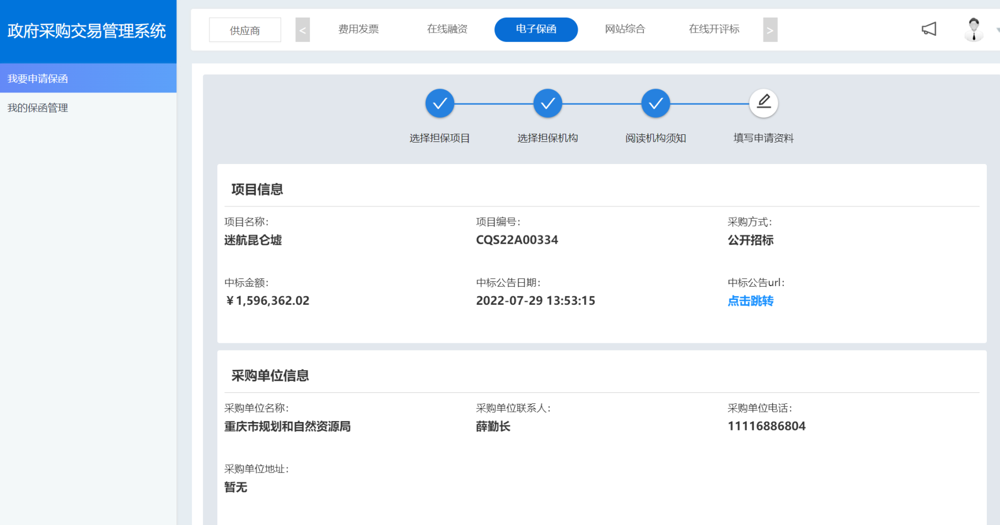 政府采购交易管理系统
供应商
<
费用发票
在线融资
电子保函
网站综合
在线开评标
>
我要申请保函
我的保函管理
选择担保项目
选择担保机构
阅读机构须知
填写申请资料
项目信息
项目名称:
项目编号:
采购方式:
迷航昆仑墟
CQS22A00334
公开招标
中标金额:
中标公告日期:
中标公告url:
￥1,596,362.02
2022-07-29 13:53:15
点击跳转
采购单位信息
采购单位名称:
采购单位联系人:
采购单位电话:
重庆市规划和自然资源局
薛勤长
11116886804
采购单位地址:
暂无